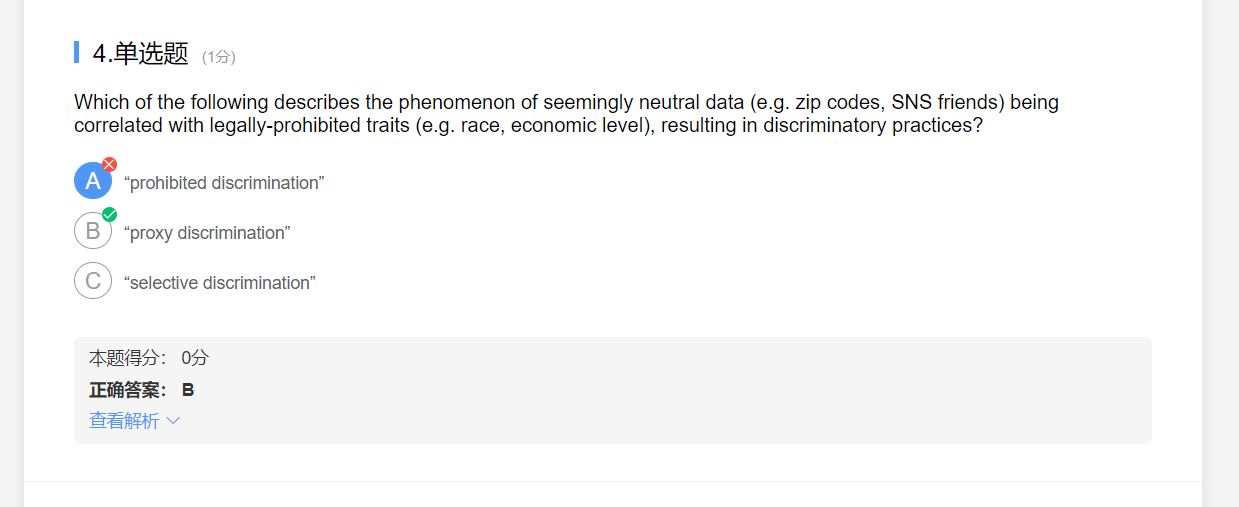 4.单选题 (1分)
Which of the following describes the phenomenon of seemingly neutral data (e.g. zip codes, SNS friends) being
correlated with legally-prohibited traits (e.g. race, economic level), resulting in discriminatory practices?
A “prohibited discrimination”
B “proxy discrimination”
C “selective discrimination”
本题得分： 0分
正确答案： B
查看解析